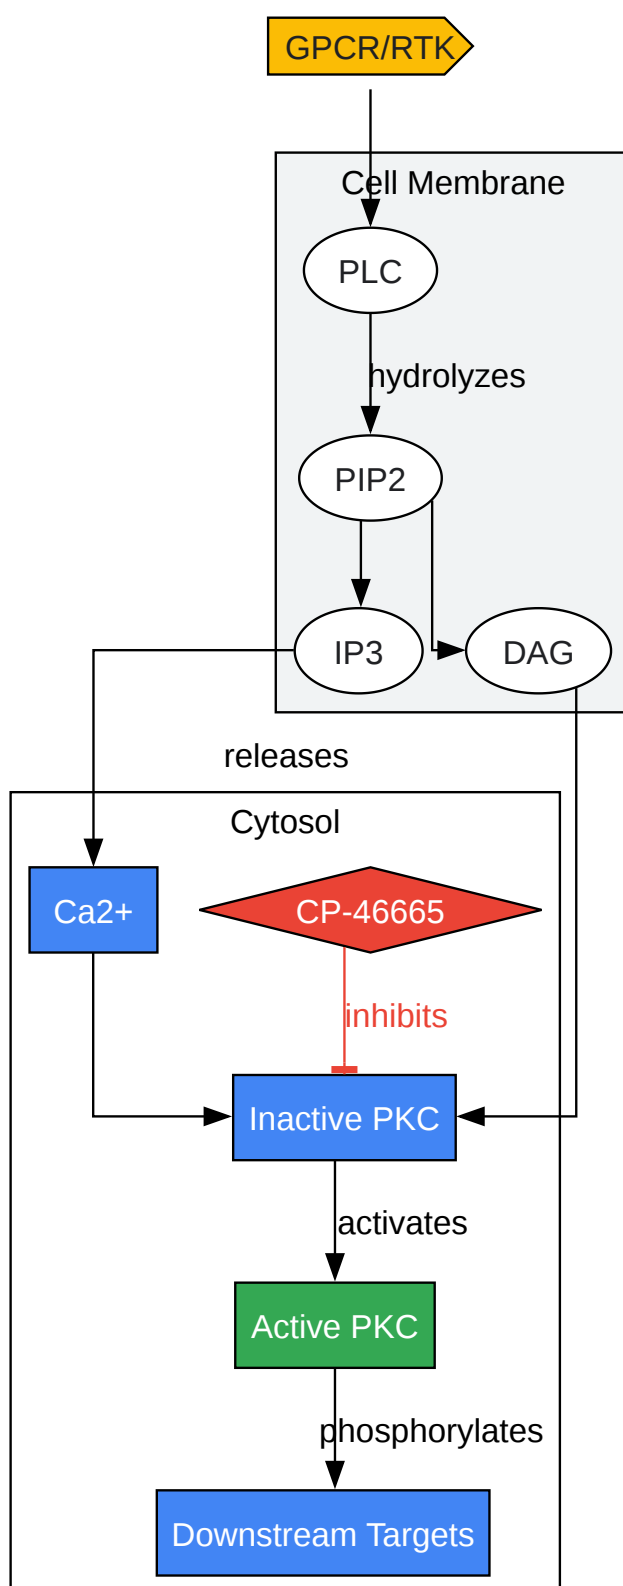 GPCR/RTK
Cell Membrane
PLC
hydrolyzes
PIP2
IP3
DAG
releases
Cytosol
Ca2+
CP-46665
inhibits
Inactive PKC
activates
Active PKC
phosphorylates
Downstream Targets